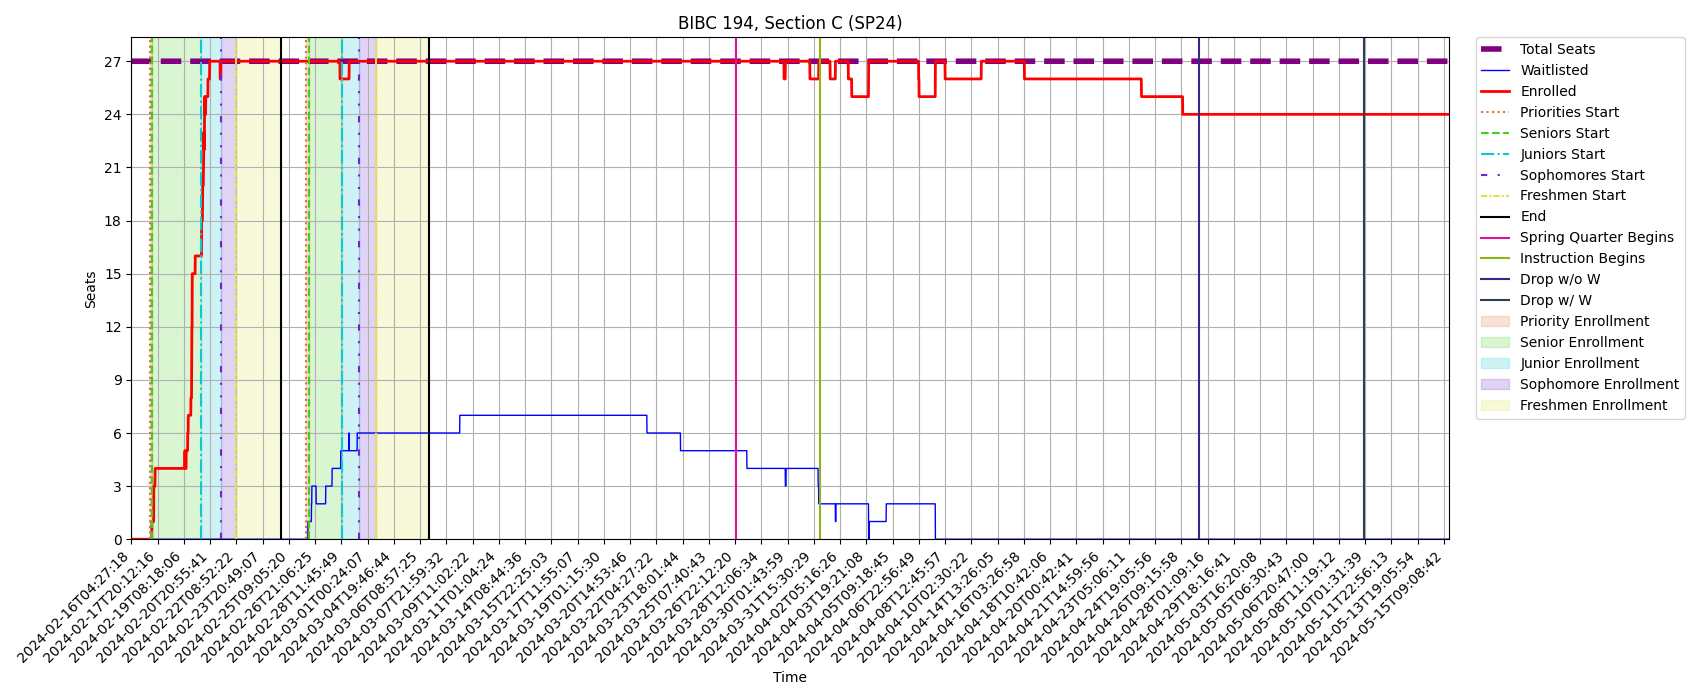 BIBC 194, Section C (SP24)
Seats
27
24
21
18
15
12
9
6
3
0
2024-02-16T04:27:18
2024-02-17T20:12:16
2024-02-19T08:18:06
2024-02-20T20:55:41
2024-02-22T08:52:22
2024-02-23T20:49:07
2024-02-25T09:05:20
2024-02-26T21:06:25
2024-02-28T11:45:49
2024-03-01T00:24:07
2024-03-04T19:46:44
2024-03-06T08:57:25
2024-03-07T21:59:32
2024-03-09T11:02:22
2024-03-11T01:04:24
2024-03-14T08:44:36
2024-03-15T22:25:03
2024-03-17T11:55:07
2024-03-19T01:15:30
2024-03-20T14:53:46
2024-03-22T04:27:22
2024-03-23T18:01:44
2024-03-25T07:40:43
2024-03-26T22:12:20
2024-03-28T12:06:34
2024-03-30T01:43:59
2024-03-31T15:30:29
2024-04-02T05:16:26
2024-04-03T19:21:08
2024-04-05T09:18:45
2024-04-06T22:56:49
2024-04-08T12:45:57
2024-04-10T02:30:22
2024-04-14T13:26:05
2024-04-16T03:26:58
2024-04-18T10:42:06
2024-04-20T00:42:41
2024-04-21T14:59:56
2024-04-23T05:06:11
2024-04-24T19:05:56
2024-04-26T09:15:58
2024-04-28T01:09:16
2024-04-29T18:16:41
2024-05-03T16:20:08
2024-05-05T06:30:43
2024-05-06T20:47:00
2024-05-08T11:19:12
2024-05-10T01:31:39
2024-05-11T22:56:13
2024-05-13T19:05:54
2024-05-15T09:08:42
Time
Total Seats
Waitlisted
Enrolled
Priorities Start
Seniors Start
Juniors Start
Sophomores Start
Freshmen Start
End
Spring Quarter Begins
Instruction Begins
Drop w/o W
Drop w/ W
Priority Enrollment
Senior Enrollment
Junior Enrollment
Sophomore Enrollment
Freshmen Enrollment